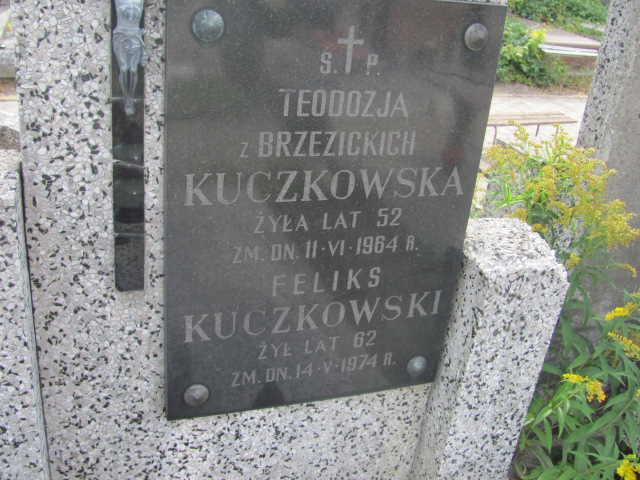 S. P.
TEODOZJA
z BRZEZICKICH
KUCZKOWSKA
ŻYŁA LAT 52
ZM. DN. 11·VI·1964 R.
FELIKS
KUCZKOWSKI
ŻYŁ LAT 62
ZM. DN. 14·V·1974 R.